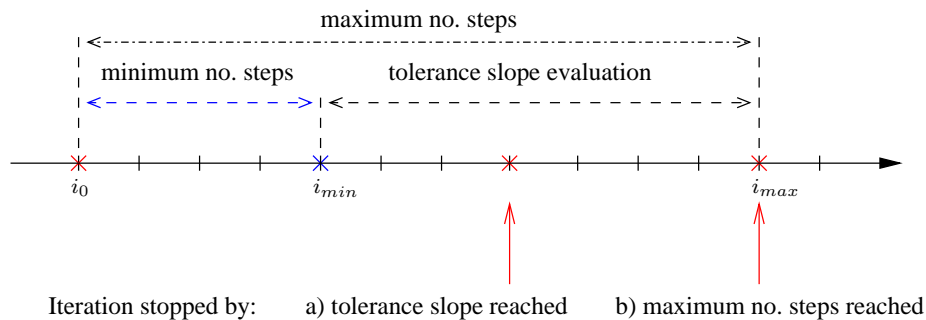 maximum no. steps
minimum no. steps tolerance slope evaluation
i₀ iₘᵢₙ iₘₐₓ
Iteration stopped by: a) tolerance slope reached b) maximum no. steps reached